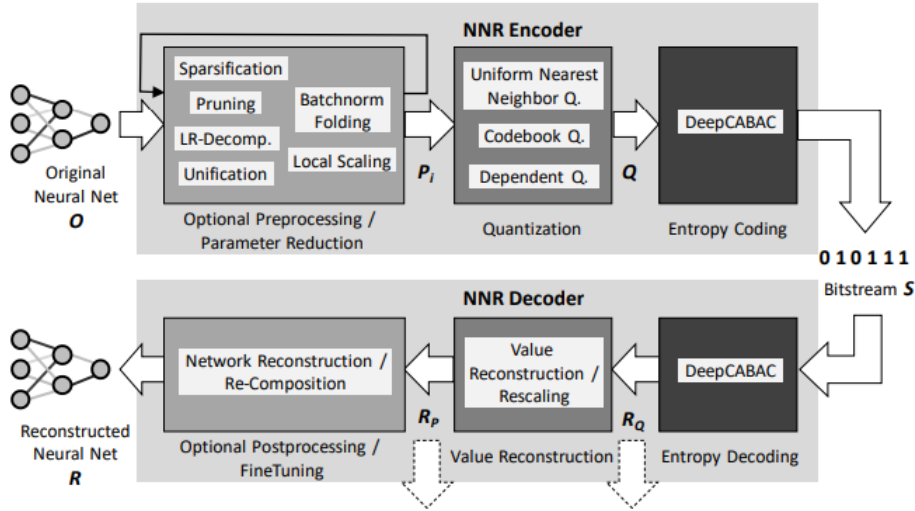 NNR Encoder
Sparsification
Pruning
Batchnorm
Folding
LR-Decomp.
Local Scaling
Unification
Uniform Nearest
Neighbor Q.
Codebook Q.
Dependent Q.
DeepCABAC
Original
Neural Net
O
P_i
Q
Optional Preprocessing /
Parameter Reduction
Quantization
Entropy Coding
0 1 0 1 1 1
Bitstream S
NNR Decoder
Network Reconstruction /
Re-Composition
Value
Reconstruction /
Rescaling
DeepCABAC
R_P
R_Q
Reconstructed
Neural Net
R
Optional Postprocessing /
FineTuning
Value Reconstruction
Entropy Decoding